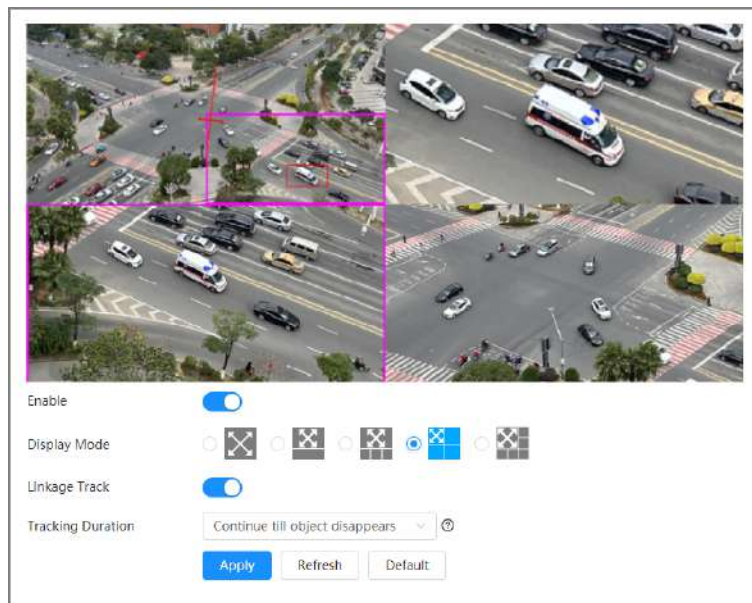 Enable
Display Mode
Linkage Track
Tracking Duration
Continue till object disappears
Apply
Refresh
Default